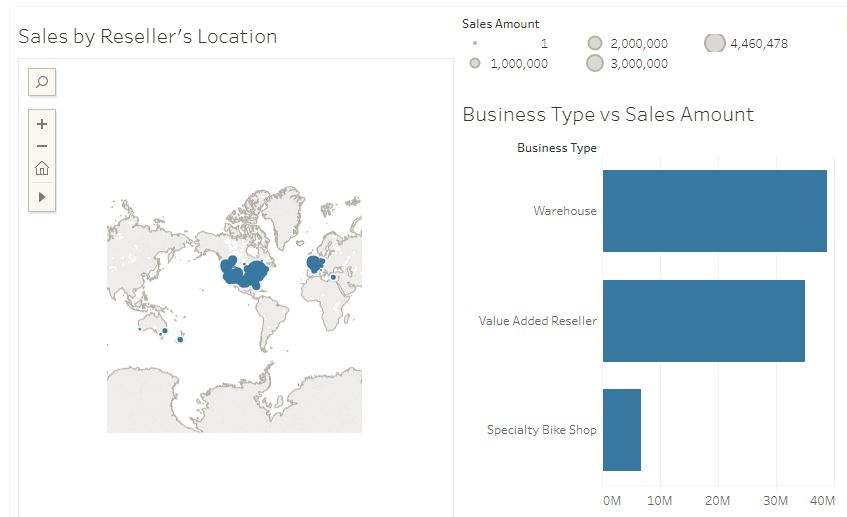 Sales by Reseller's Location
Sales Amount
1
2,000,000
4,460,478
1,000,000
3,000,000
Business Type vs Sales Amount
Business Type
Warehouse
Value Added Reseller
Specialty Bike Shop
0M 10M 20M 30M 40M